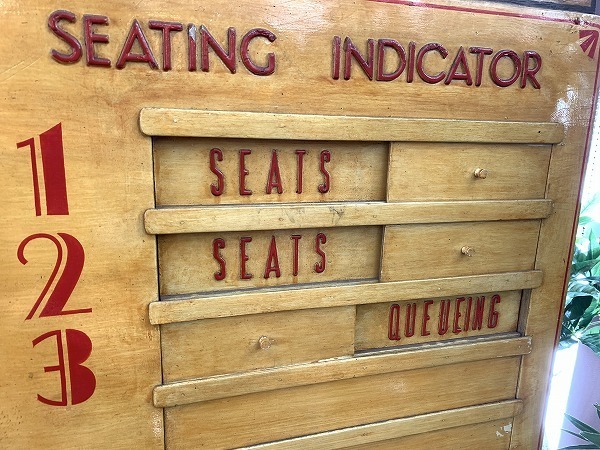 SEATING INDICATOR
1 SEATS
2 SEATS
3 QUEUEING